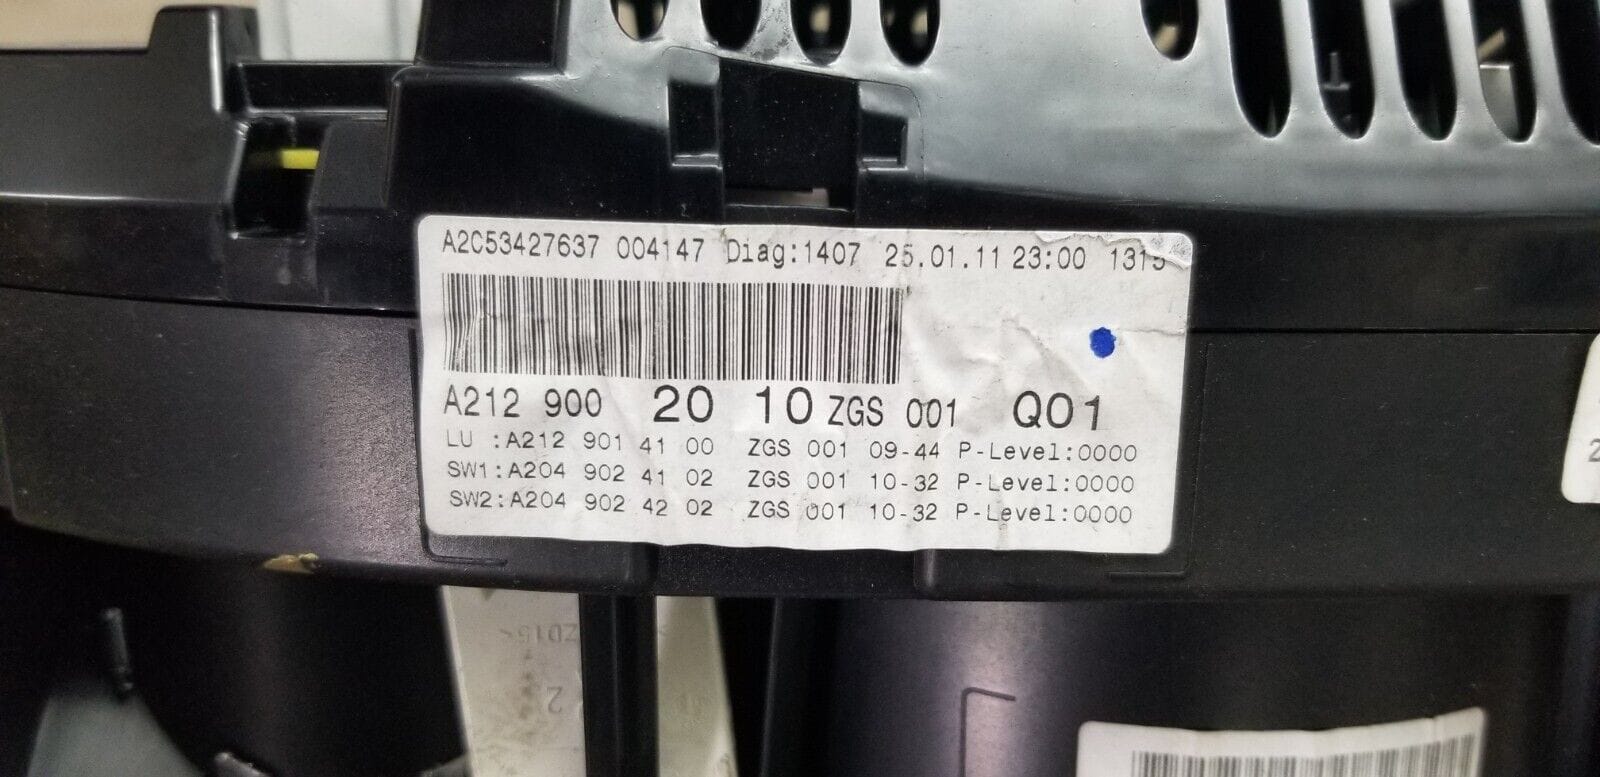 A2C53427637 004147 Diag:1407 25.01.11 23:00 1315
A212 900 20 10 ZGS 001 Q01
LU :A212 901 41 00 ZGS 001 09-44 P-Level:0000
SW1:A204 902 41 02 ZGS 001 10-32 P-Level:0000
SW2:A204 902 42 02 ZGS 001 10-32 P-Level:0000
2